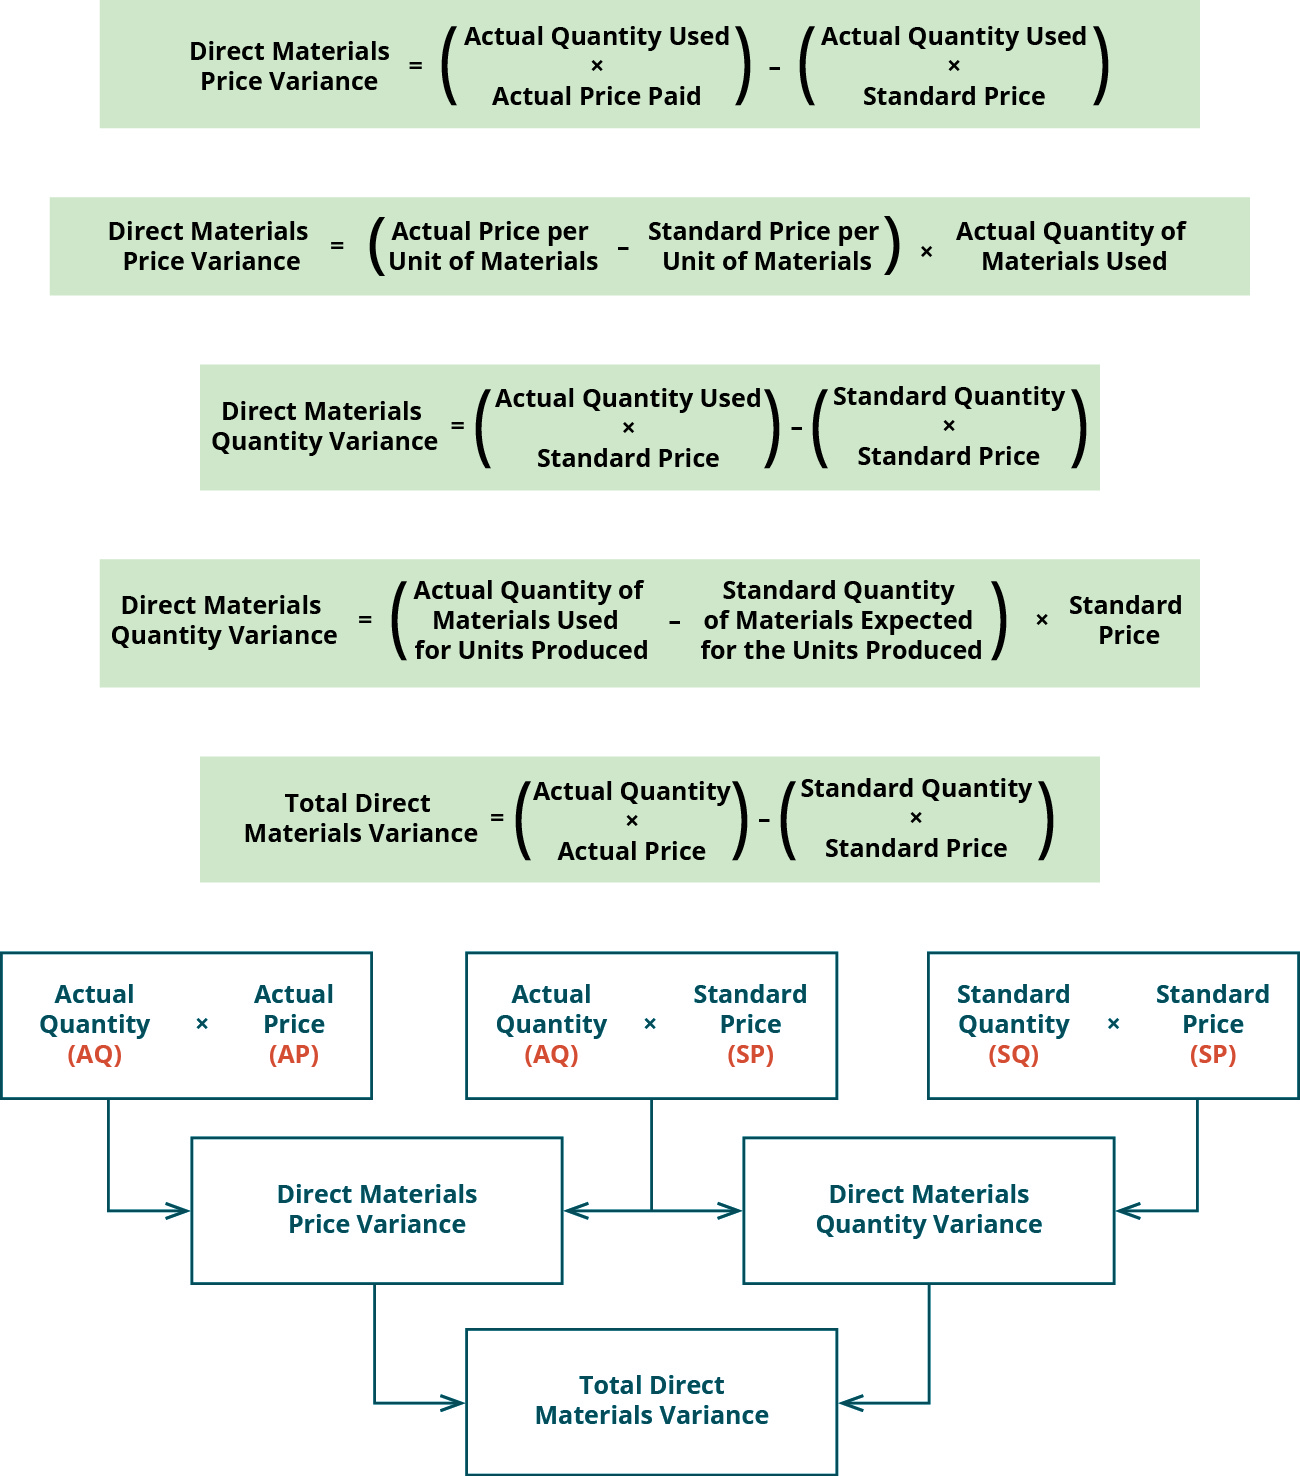 Direct Materials
Price Variance
=
( Actual Quantity Used
×
Actual Price Paid )
–
( Actual Quantity Used
×
Standard Price )
Direct Materials
Price Variance
=
( Actual Price per
Unit of Materials
–
Standard Price per
Unit of Materials )
×
Actual Quantity of
Materials Used
Direct Materials
Quantity Variance
=
( Actual Quantity Used
×
Standard Price )
–
( Standard Quantity
×
Standard Price )
Direct Materials
Quantity Variance
=
( Actual Quantity of
Materials Used
for Units Produced
–
Standard Quantity
of Materials Expected
for the Units Produced )
×
Standard
Price
Total Direct
Materials Variance
=
( Actual Quantity
×
Actual Price )
–
( Standard Quantity
×
Standard Price )
Actual
Quantity
(AQ)
×
Actual
Price
(AP)
Actual
Quantity
(AQ)
×
Standard
Price
(SP)
Standard
Quantity
(SQ)
×
Standard
Price
(SP)
Direct Materials
Price Variance
Direct Materials
Quantity Variance
Total Direct
Materials Variance